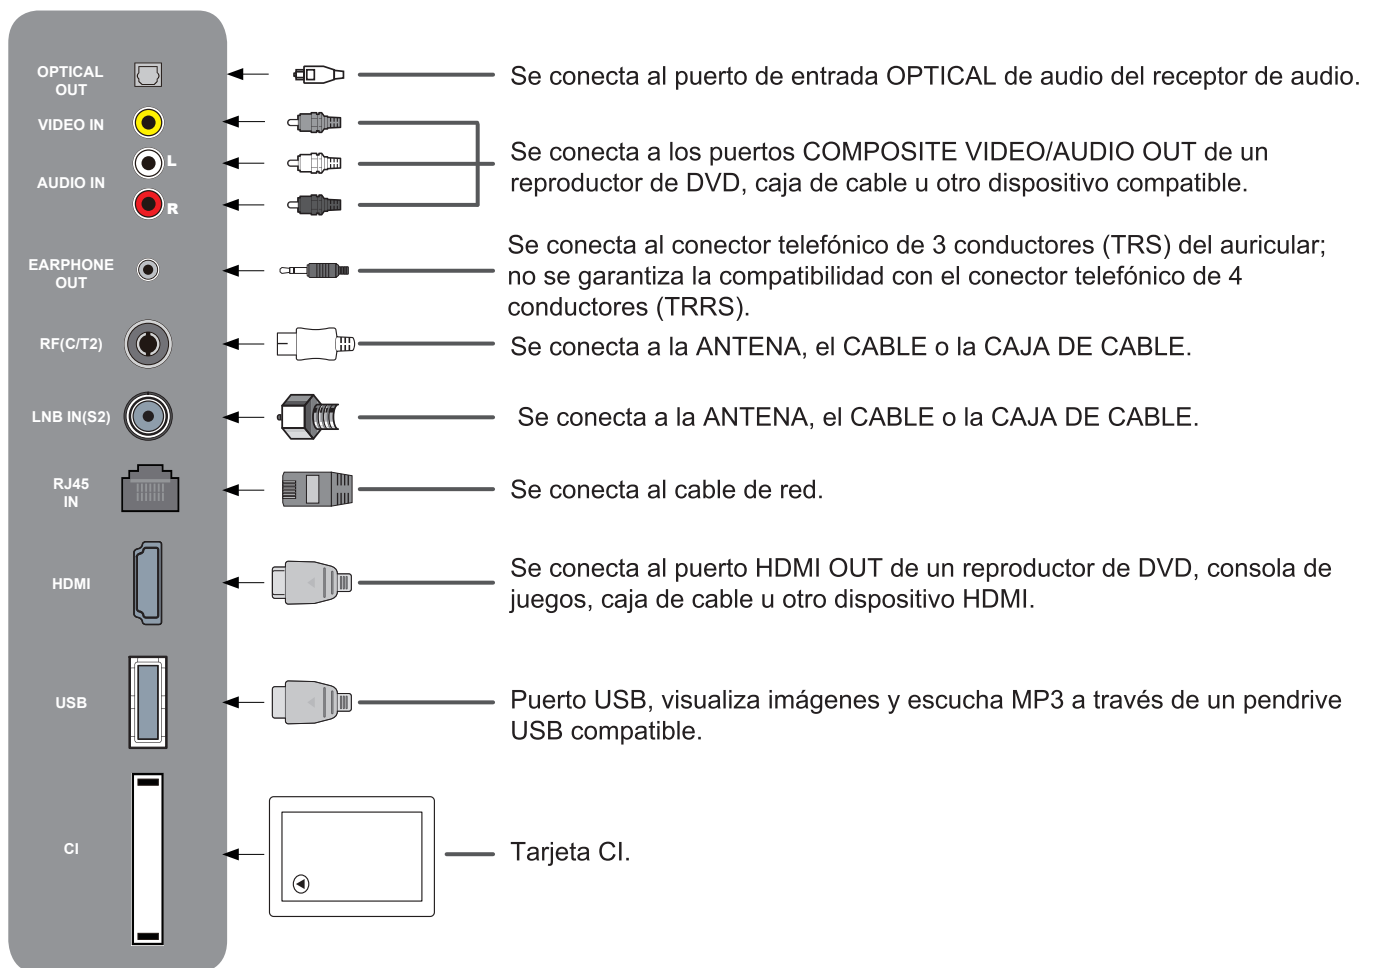 OPTICAL
OUT
Se conecta al puerto de entrada OPTICAL de audio del receptor de audio.
VIDEO IN
L
AUDIO IN
R
Se conecta a los puertos COMPOSITE VIDEO/AUDIO OUT de un
reproductor de DVD, caja de cable u otro dispositivo compatible.
EARPHONE
OUT
Se conecta al conector telefónico de 3 conductores (TRS) del auricular;
no se garantiza la compatibilidad con el conector telefónico de 4
conductores (TRRS).
RF(C/T2)
Se conecta a la ANTENA, el CABLE o la CAJA DE CABLE.
LNB IN(S2)
Se conecta a la ANTENA, el CABLE o la CAJA DE CABLE.
RJ45
IN
Se conecta al cable de red.
HDMI
Se conecta al puerto HDMI OUT de un reproductor de DVD, consola de
juegos, caja de cable u otro dispositivo HDMI.
USB
Puerto USB, visualiza imágenes y escucha MP3 a través de un pendrive
USB compatible.
CI
Tarjeta CI.